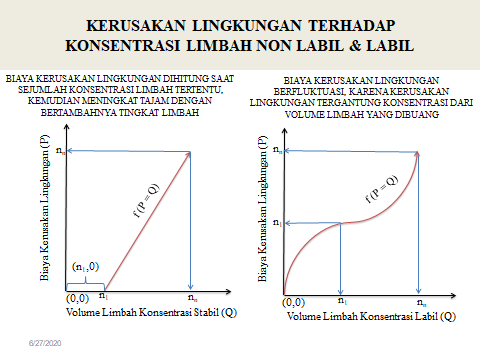 KERUSAKAN LINGKUNGAN TERHADAP
KONSENTRASI LIMBAH NON LABIL & LABIL
BIAYA KERUSAKAN LINGKUNGAN DIHITUNG SAAT
SEJUMLAH KONSENTRASI LIMBAH TERTENTU,
KEMUDIAN MENINGKAT TAJAM DENGAN
BERTAMBAHNYA TINGKAT LIMBAH
Biaya Kerusakan Lingkungan (P)
nn
f (P = Q)
(n1,0)
(0,0)
n1
nn
Volume Limbah Konsentrasi Stabil (Q)
BIAYA KERUSAKAN LINGKUNGAN
BERFLUKTUASI, KARENA KERUSAKAN
LINGKUNGAN TERGANTUNG KONSENTRASI DARI
VOLUME LIMBAH YANG DIBUANG
Biaya Kerusakan Lingkungan (P)
nn
f (P = Q)
n1
(0,0)
n1
nn
Volume Limbah Konsentrasi Labil (Q)
6/27/2020